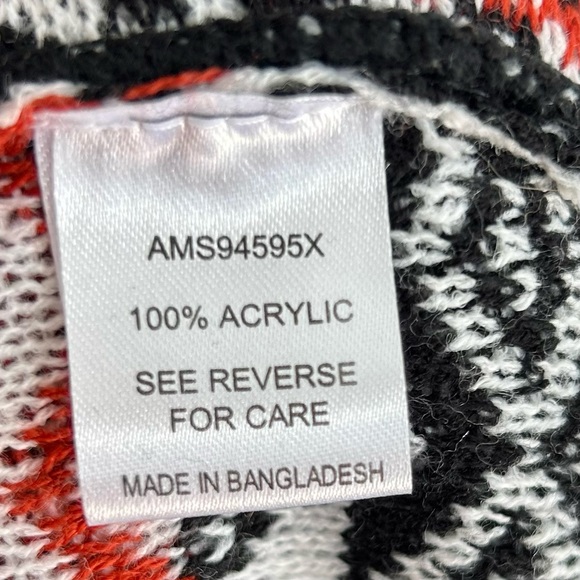 AMS94595X
100% ACRYLIC
SEE REVERSE
FOR CARE
MADE IN BANGLADESH